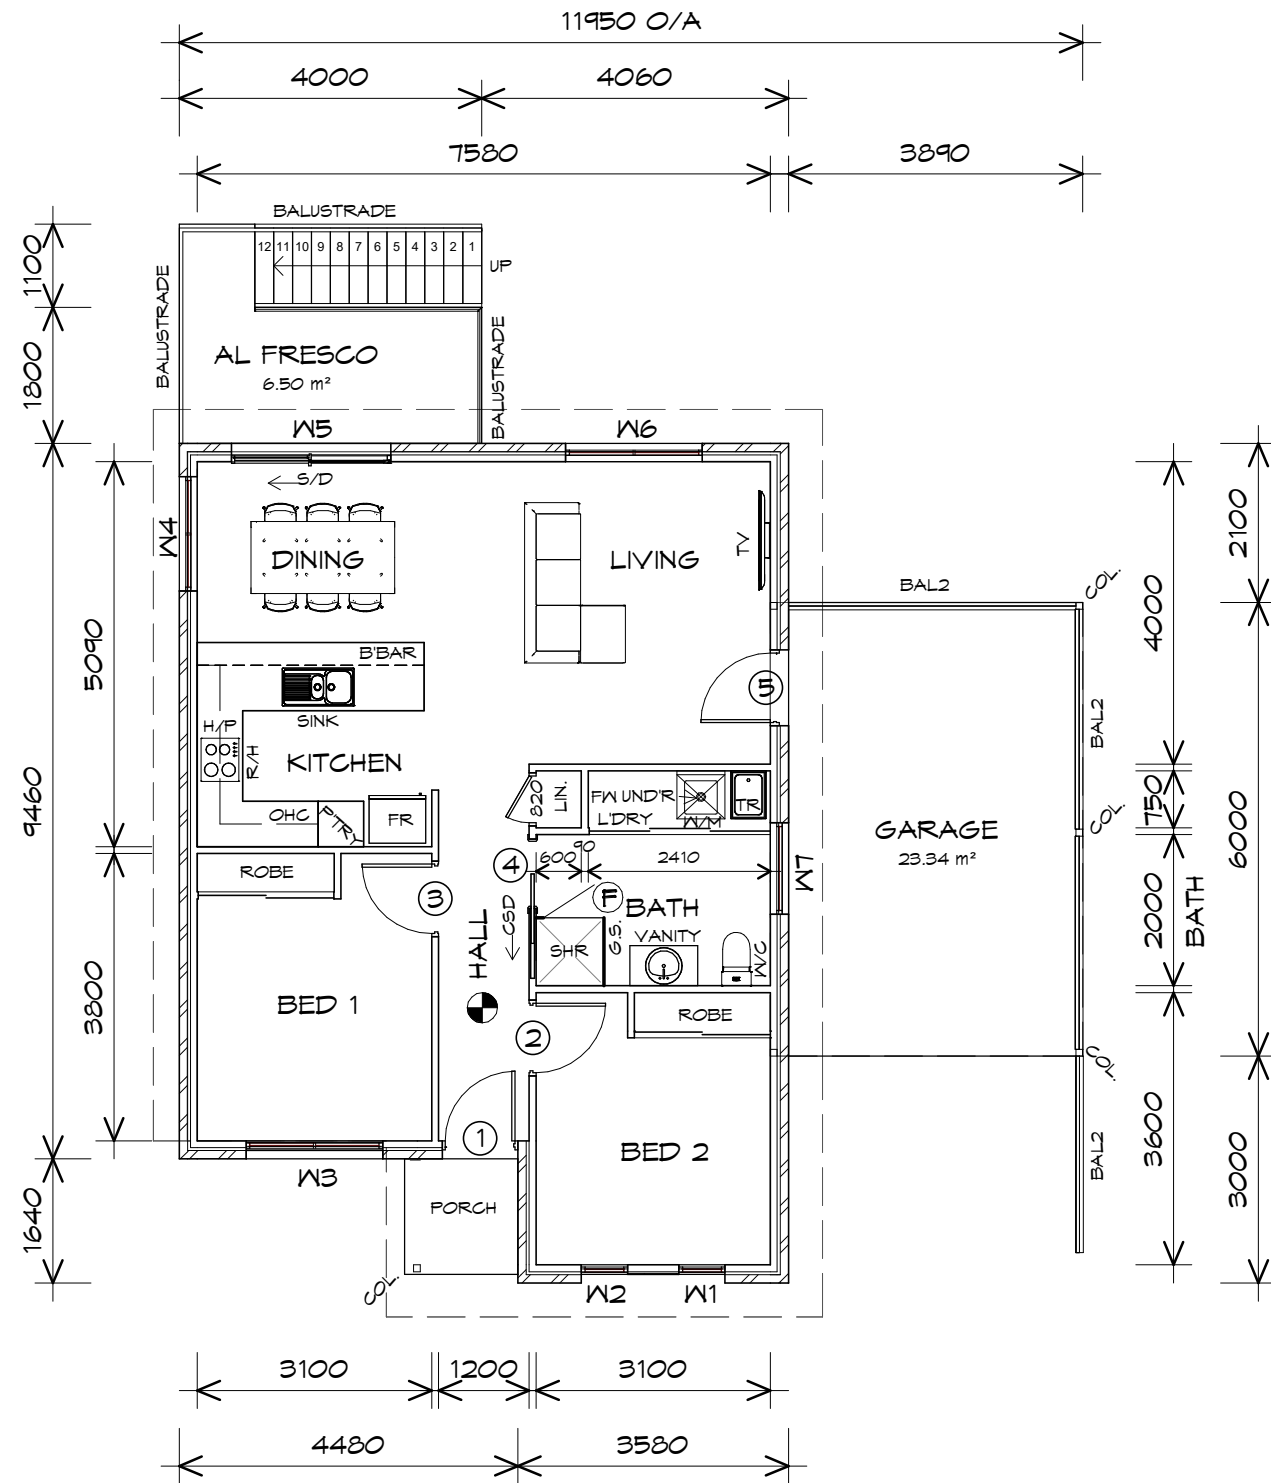 11950 O/A
4000
4060
7580
3890
BALUSTRADE
1100
BALUSTRADE
12 11 10 9 8 7 6 5 4 3 2 1
UP
1800
AL FRESCO
6.50 m²
BALUSTRADE
W5
W6
S/D
W4
DINING
LIVING
TV
2100
BAL2
COL.
4000
5090
B'BAR
SINK
H/P
R/H
KITCHEN
5
BAL2
9460
OHC
P'TRY
FR
820
LIN.
FW UND'R
L'DRY
WM
TR
750
COL.
GARAGE
23.34 m²
6000
ROBE
4
600
90
2410
W7
3
F
BATH
HALL
CSD
SHR
G.S.
VANITY
W/C
2000
BATH
3800
BED 1
ROBE
2
COL.
1
BED 2
3600
BAL2
3000
W3
1640
PORCH
COL.
W2
W1
3100
1200
3100
4480
3580